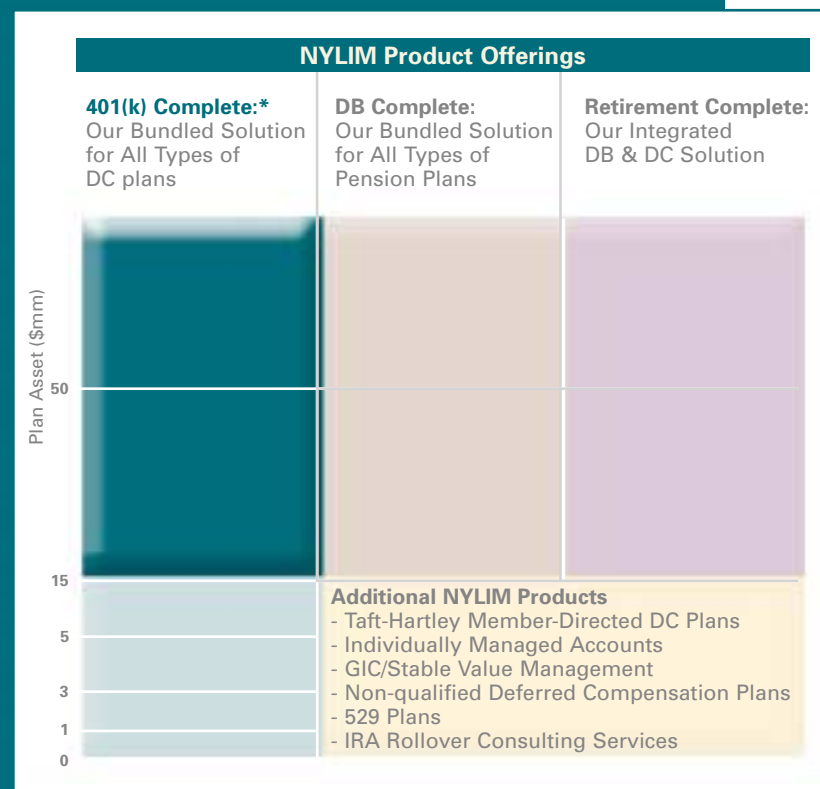 NYLIM Product Offerings
401(k) Complete:*
Our Bundled Solution
for All Types of
DC plans
DB Complete:
Our Bundled Solution
for All Types of
Pension Plans
Retirement Complete:
Our Integrated
DB & DC Solution
Plan Asset ($mm)
50
15
5
3
1
0
Additional NYLIM Products
- Taft-Hartley Member-Directed DC Plans
- Individually Managed Accounts
- GIC/Stable Value Management
- Non-qualified Deferred Compensation Plans
- 529 Plans
- IRA Rollover Consulting Services